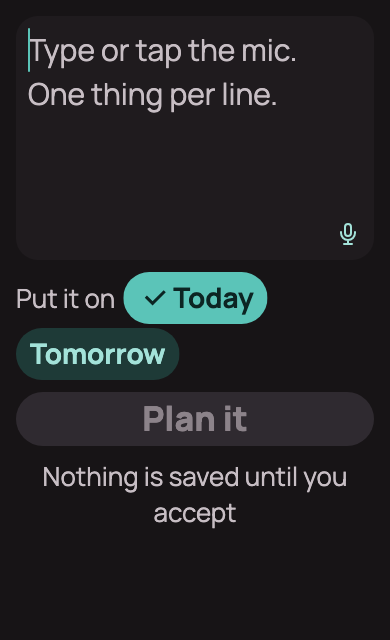 Type or tap the mic.
One thing per line.
Put it on Today
Tomorrow
Plan it
Nothing is saved until you
accept